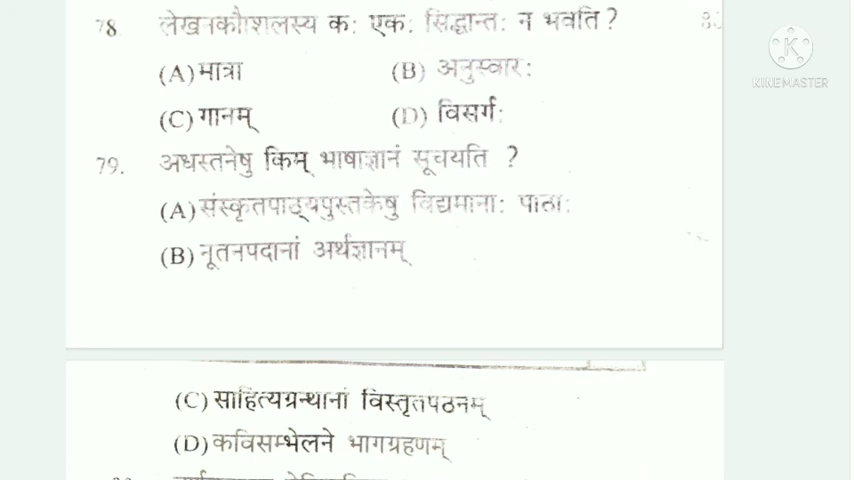 78. लेखनकौशलस्य कः एकः सिद्धान्तः न भवति ?
(A) मात्रा (B) अनुस्वारः
(C) गानम् (D) विसर्गः
79. अधस्तनेषु किम् भाषाज्ञानं सूचयति ?
(A) संस्कृतपाठ्यपुस्तकेषु विद्यमानाः पाठाः
(B) नूतनपदानां अर्थज्ञानम्
(C) साहित्यग्रन्थानां विस्तृतपठनम्
(D) कविसम्भेलने भागग्रहणम्
K
KINEMASTER